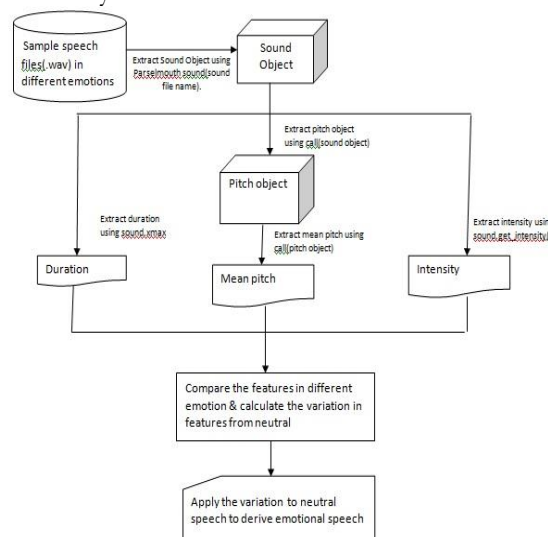 Sample speech
files(.wav) in
different emotions
Extract Sound Object using
Parselmouth sound(sound
file name).
Sound
Object
Extract pitch object
using call(sound object)
Pitch object
Extract duration
using sound.xmax
Extract mean pitch using
call(pitch object)
Extract intensity usin
sound.get_intensity(
Duration
Mean pitch
Intensity
Compare the features in different
emotion & calculate the variation in
features from neutral
Apply the variation to neutral
speech to derive emotional speech